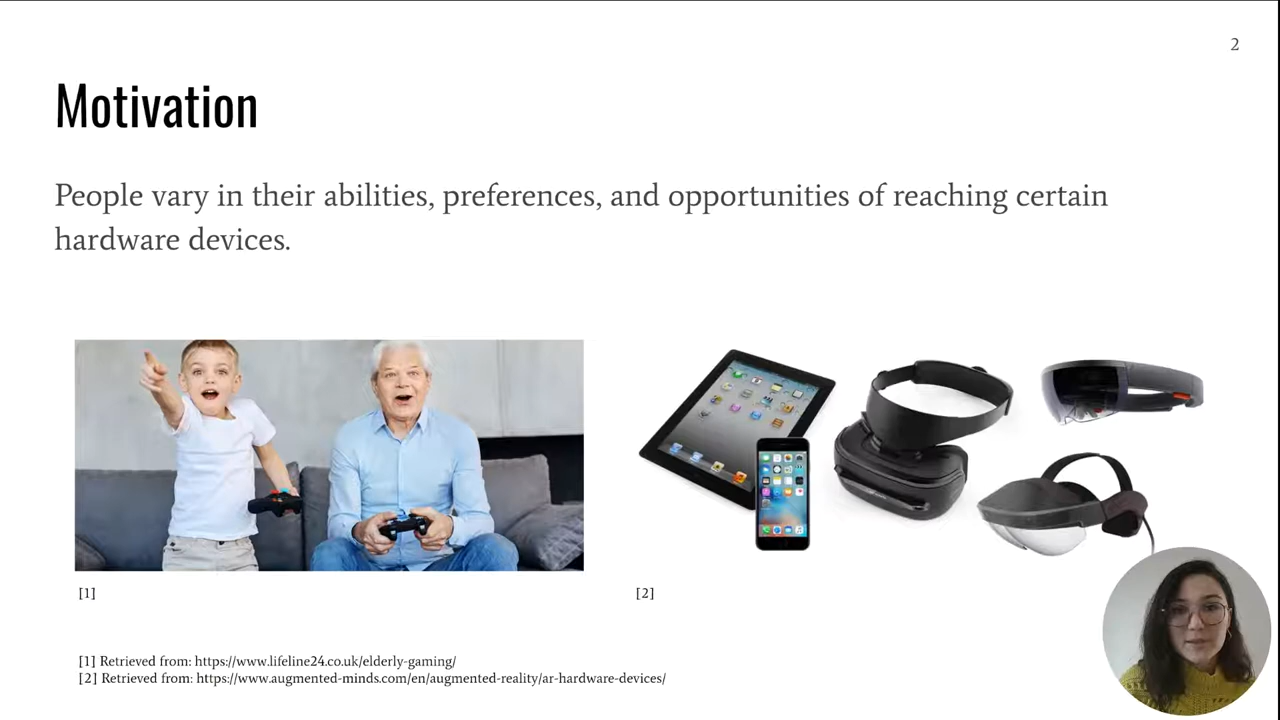 2
Motivation
People vary in their abilities, preferences, and opportunities of reaching certain
hardware devices.
[1]
[2]
[1] Retrieved from: https://www.lifeline24.co.uk/elderly-gaming/
[2] Retrieved from: https://www.augmented-minds.com/en/augmented-reality/ar-hardware-devices/